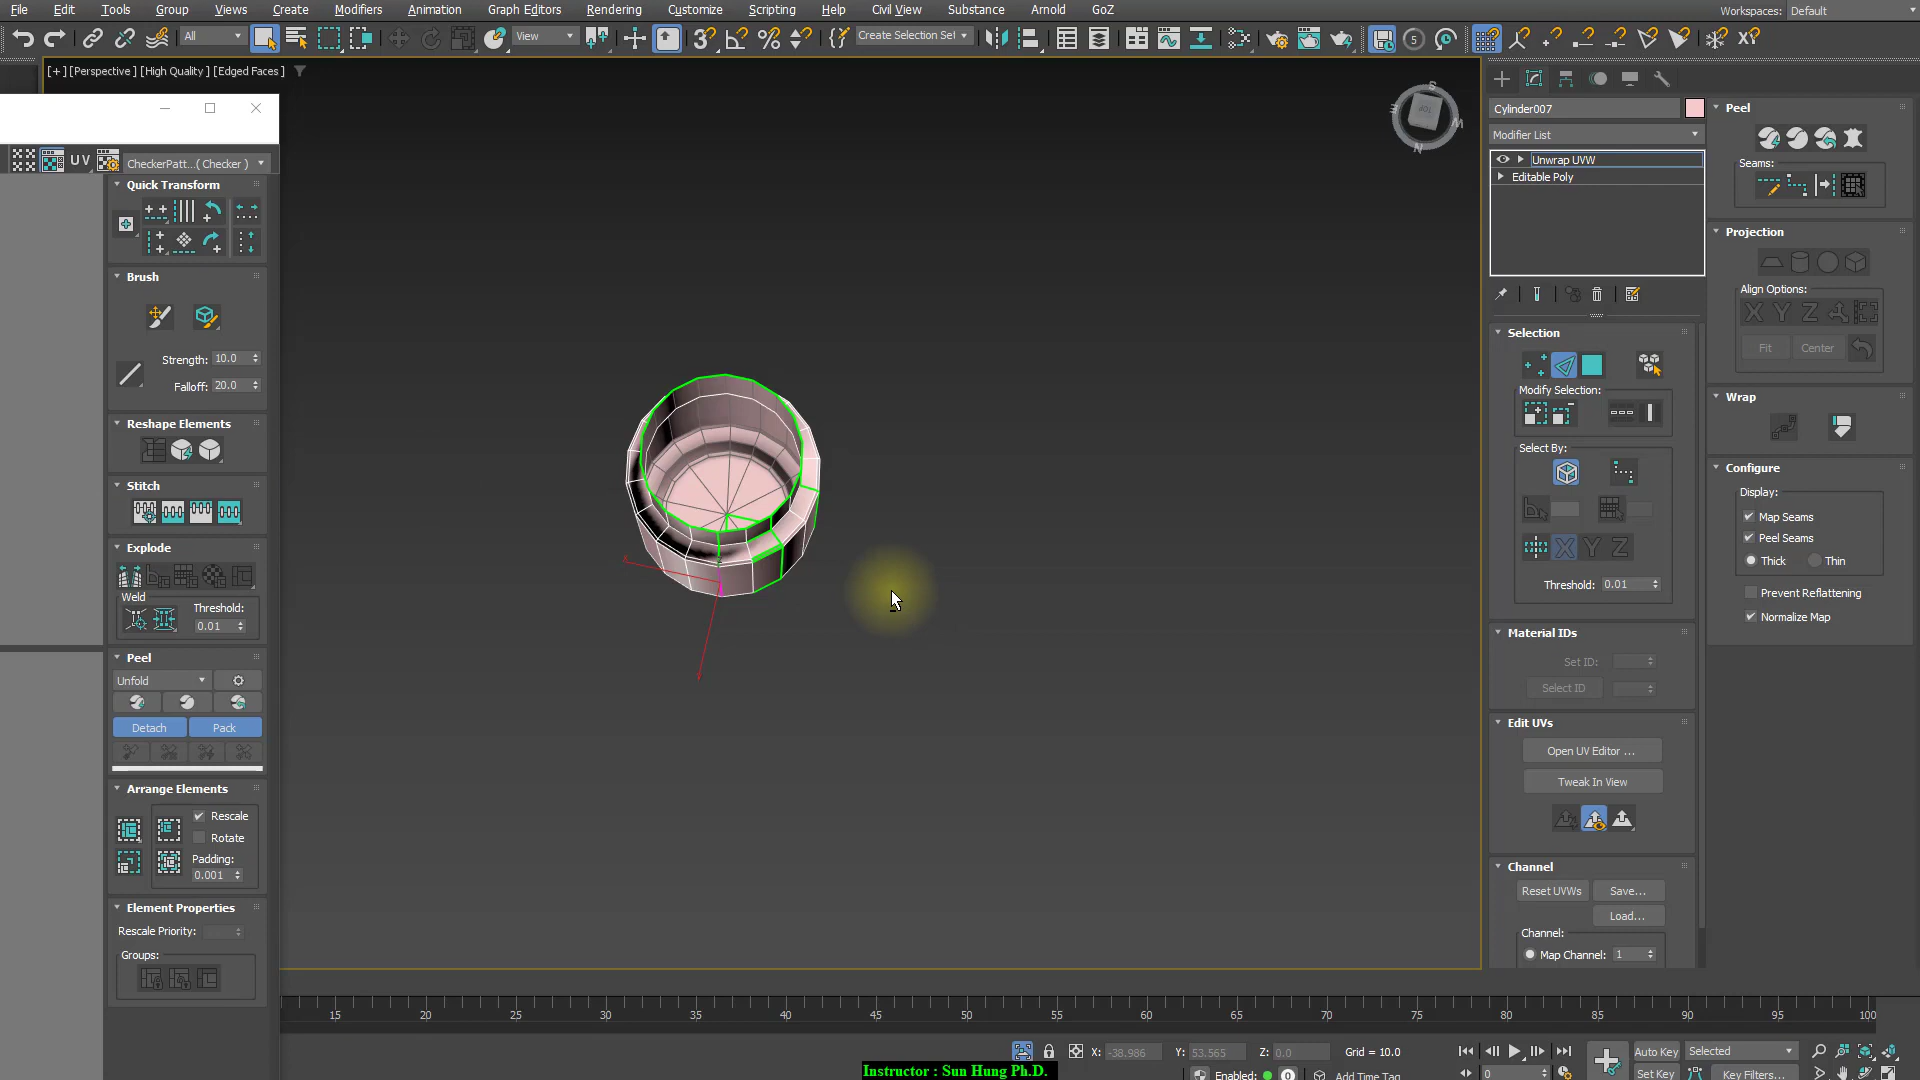 File Edit Tools Group Views Create Modifiers Animation Graph Editors Rendering Customize Scripting Help Civil View Substance Arnold GoZ Workspaces: Default
All View Create Selection Set
[+] [Perspective ] [High Quality ] [Edged Faces ]
UV CheckerPatt...( Checker )
Quick Transform
Brush
Strength: 10.0
Falloff: 20.0
Reshape Elements
Stitch
Explode
Weld
Threshold:
0.01
Peel
Unfold
Detach Pack
Arrange Elements
Rescale
Rotate
Padding:
0.001
Element Properties
Rescale Priority:
Groups:
S
E TOP W
N
x
Cylinder007
Modifier List
Unwrap UVW
Editable Poly
Selection
Modify Selection:
Select By:
X Y Z
Threshold: 0.01
Material IDs
Set ID:
Select ID
Edit UVs
Open UV Editor ...
Tweak In View
Channel
Reset UVWs Save...
Load...
Channel:
Map Channel: 1
Peel
Seams:
Projection
Align Options:
X Y Z
Fit Center
Wrap
Configure
Display:
Map Seams
Peel Seams
Thick Thin
Prevent Reflattening
Normalize Map
15 20 25 30 35 40 45 50 55 60 65 70 75 80 85 90 95 100
X: -38.986 Y: 53.565 Z: 0.0 Grid = 10.0 Auto Key Selected
Instructor : Sun Hung Ph.D. Enabled: 0 Add Time Tag 0 Set Key Key Filters...